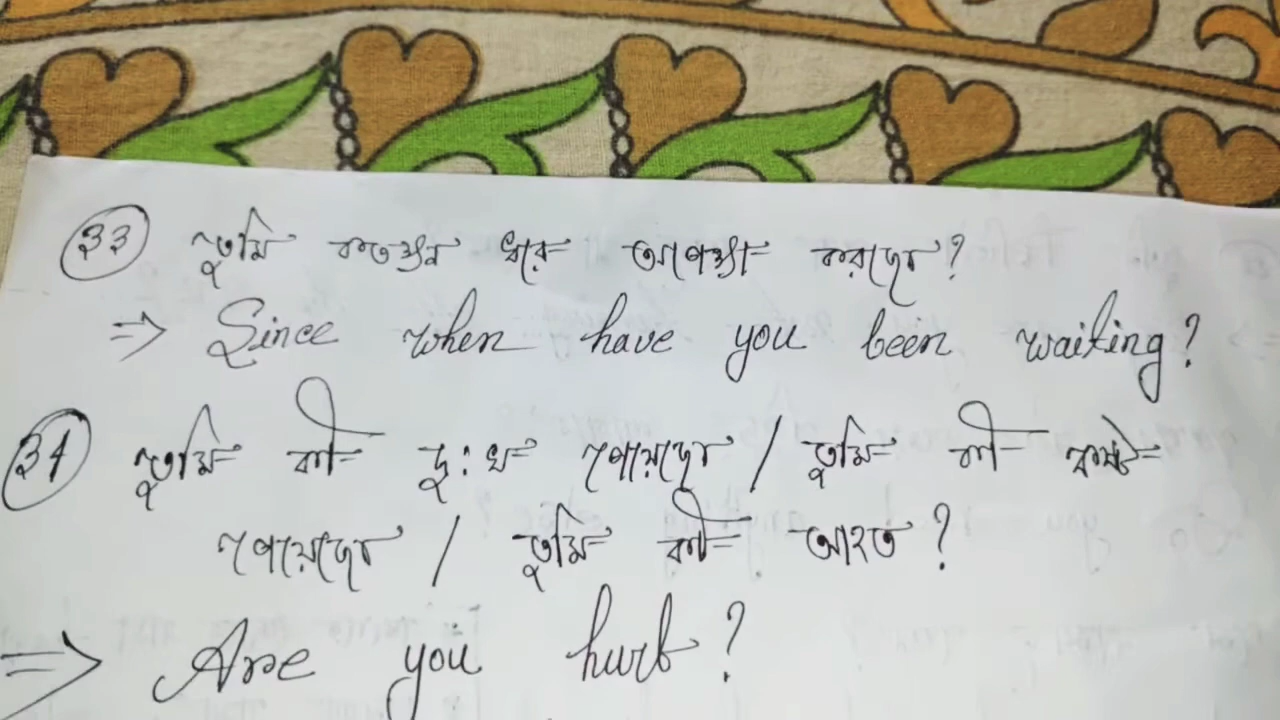 33 তুমি কতক্ষন ধরে অপেক্ষা করছো?
⇒ Since when have you been waiting?
34 তুমি কী দু:খ পেয়েছো / তুমি কী কষ্ট
পেয়েছো / তুমি কী আহত ?
⇒ Are you hurt?